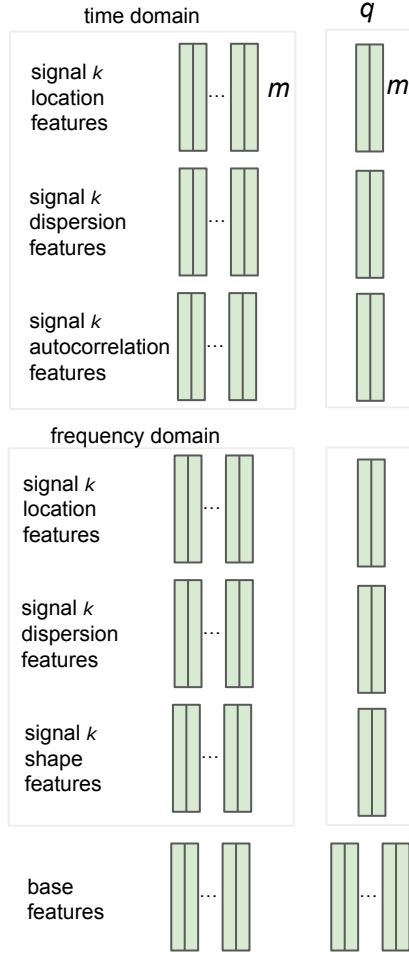 time domain
q
signal k
location
features
...
m
m
signal k
dispersion
features
...
signal k
autocorrelation
features
...
frequency domain
signal k
location
features
...
signal k
dispersion
features
...
signal k
shape
features
...
base
features
...
...